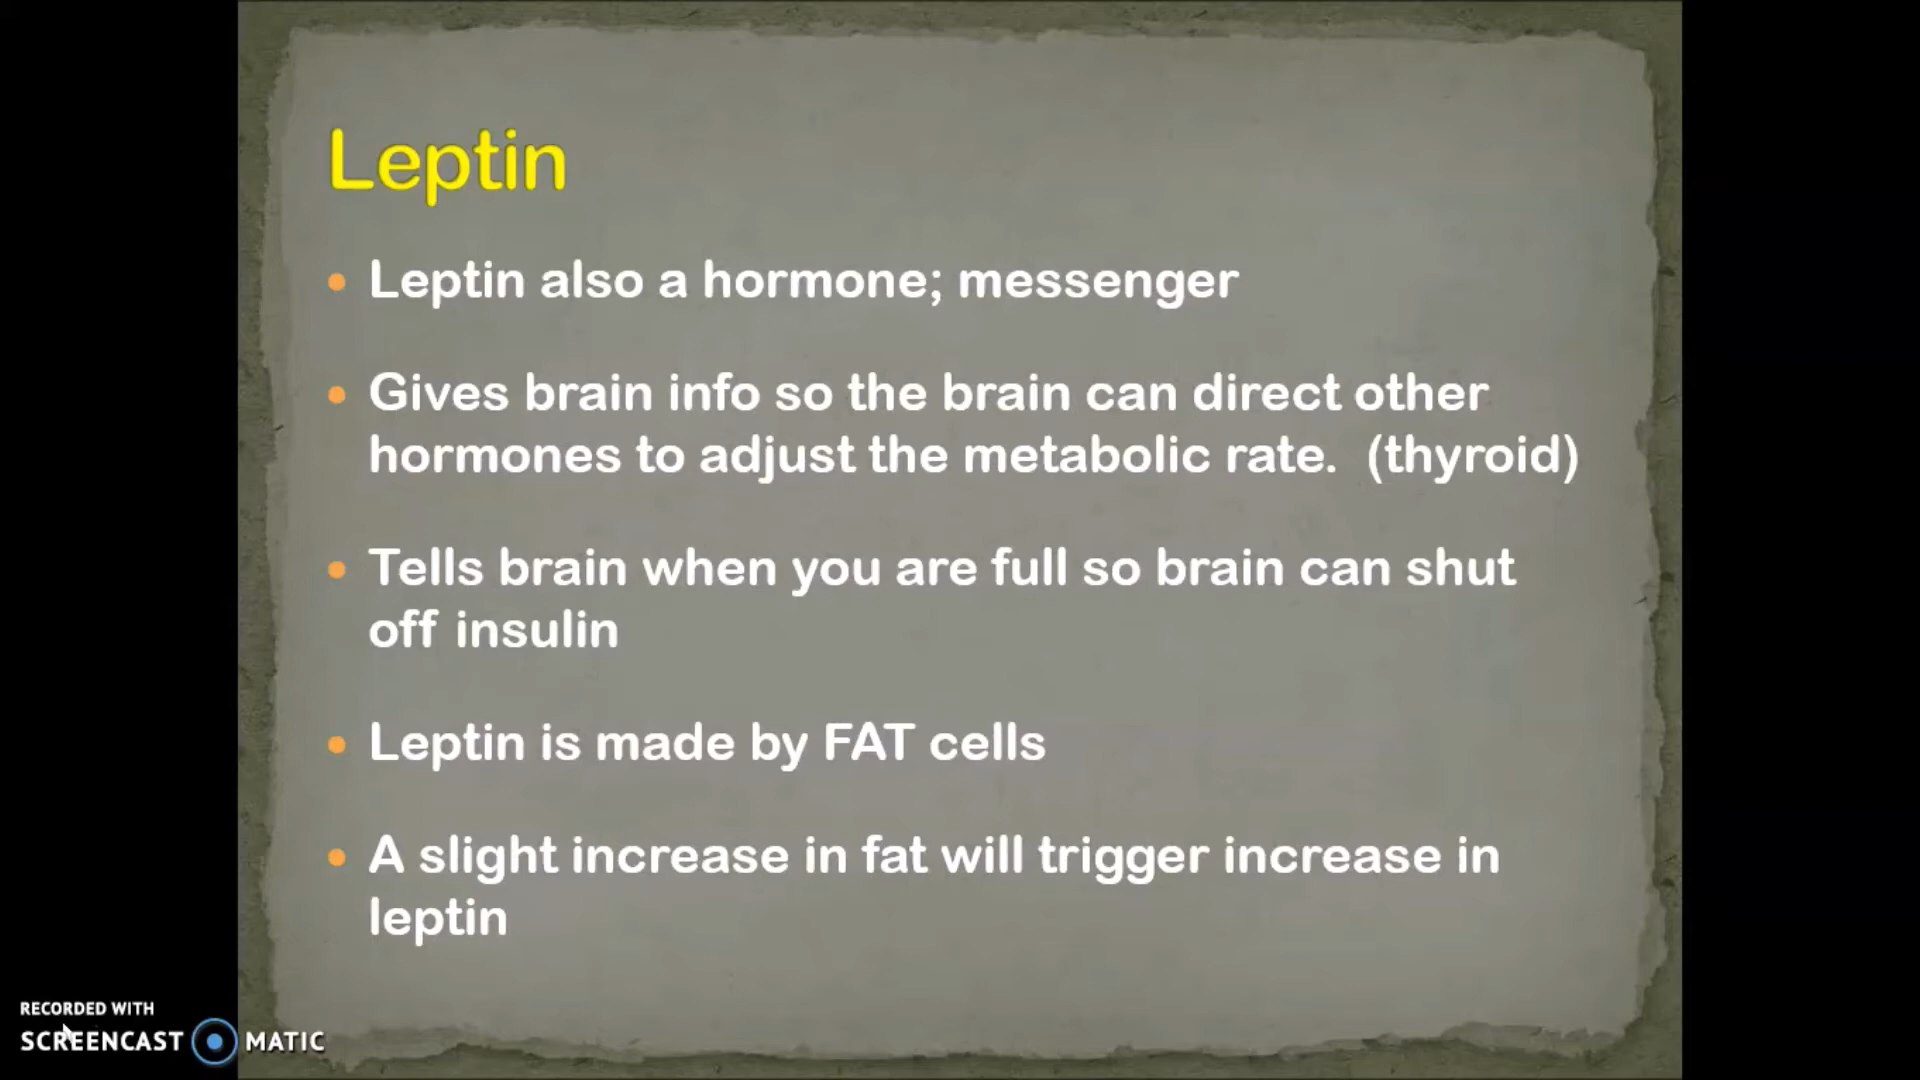 Leptin
• Leptin also a hormone; messenger
• Gives brain info so the brain can direct other
hormones to adjust the metabolic rate.  (thyroid)
• Tells brain when you are full so brain can shut
off insulin
• Leptin is made by FAT cells
• A slight increase in fat will trigger increase in
leptin
RECORDED WITH
SCREENCAST MATIC